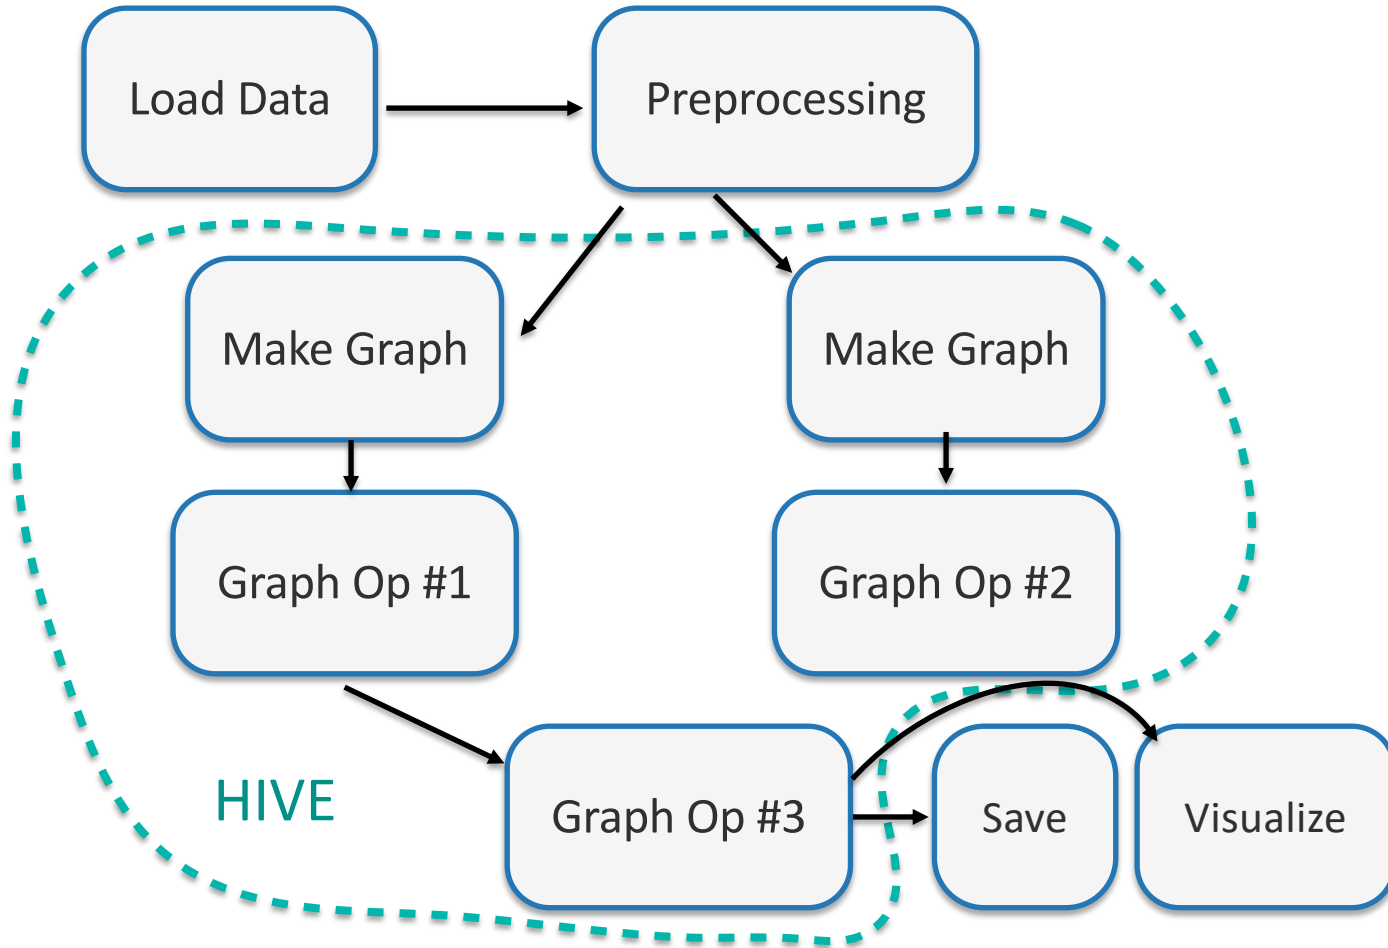 Load Data
Preprocessing
Make Graph
Make Graph
Graph Op #1
Graph Op #2
HIVE
Graph Op #3
Save
Visualize